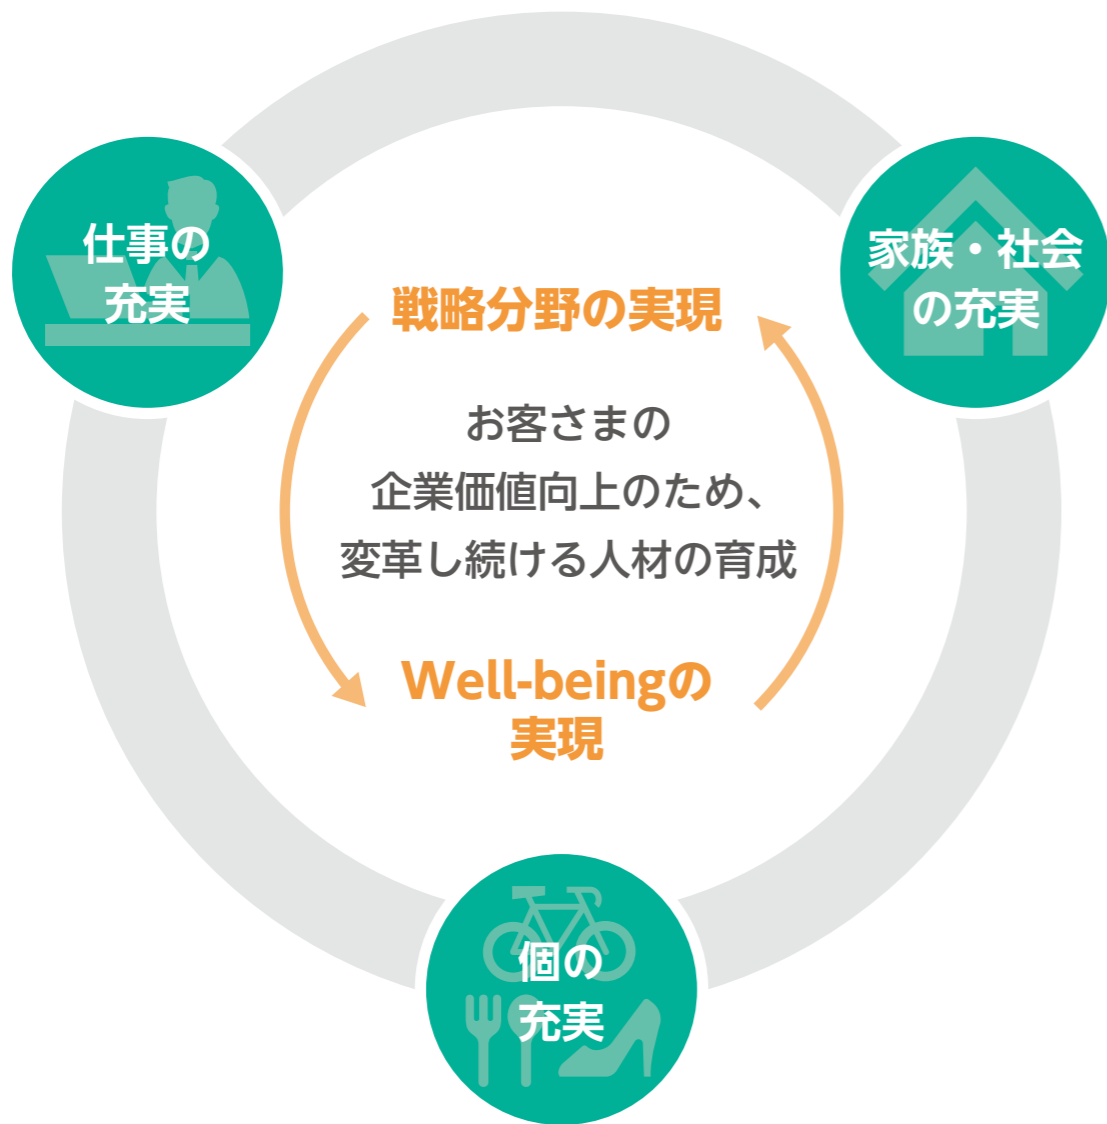 仕事の
充実
家族・社会
の充実
戦略分野の実現
お客さまの
企業価値向上のため、
変革し続ける人材の育成
Well-beingの
実現
個の
充実